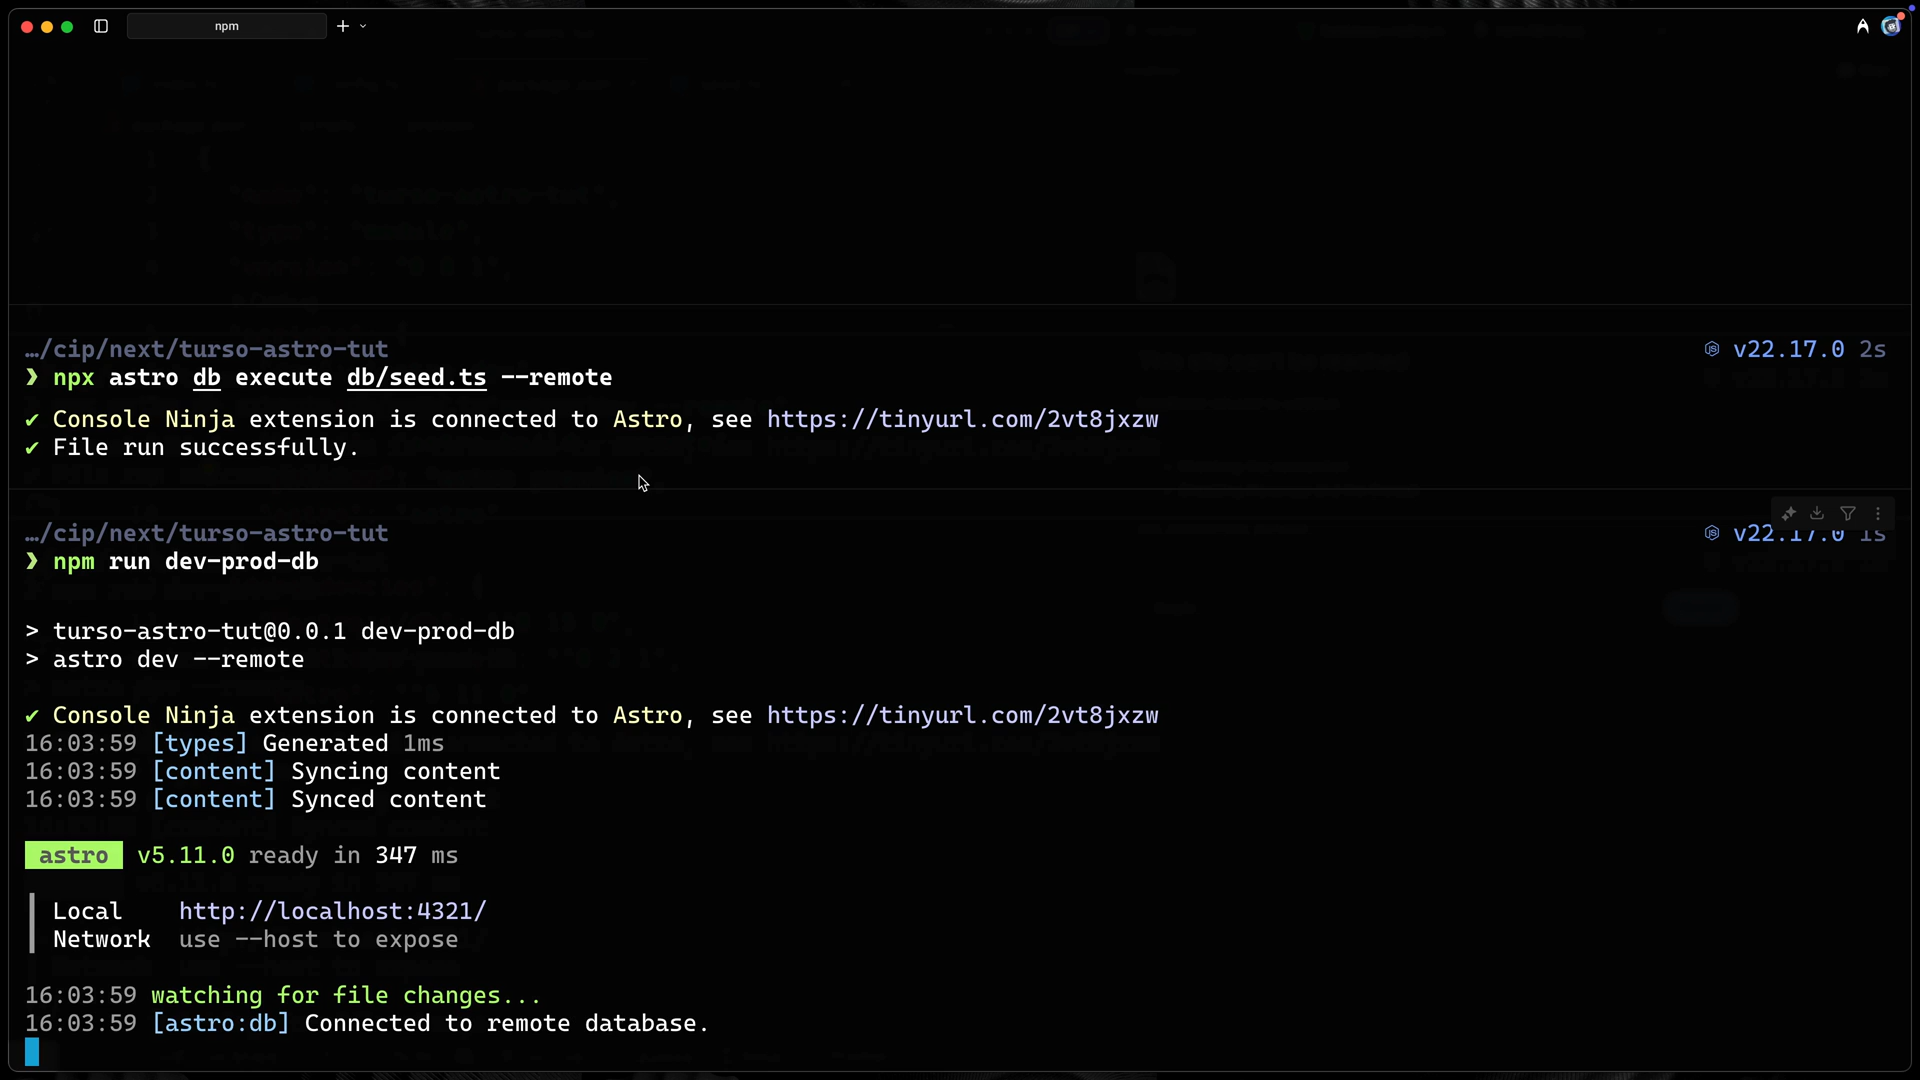 npm
…/cip/next/turso-astro-tut
v22.17.0 2s
❯ npx astro db execute db/seed.ts --remote
✔ Console Ninja extension is connected to Astro, see https://tinyurl.com/2vt8jxzw
✔ File run successfully.
…/cip/next/turso-astro-tut
v22.17.0 1s
❯ npm run dev-prod-db
> turso-astro-tut@0.0.1 dev-prod-db
> astro dev --remote
✔ Console Ninja extension is connected to Astro, see https://tinyurl.com/2vt8jxzw
16:03:59 [types] Generated 1ms
16:03:59 [content] Syncing content
16:03:59 [content] Synced content
astro v5.11.0 ready in 347 ms
Local http://localhost:4321/
Network use --host to expose
16:03:59 watching for file changes...
16:03:59 [astro:db] Connected to remote database.